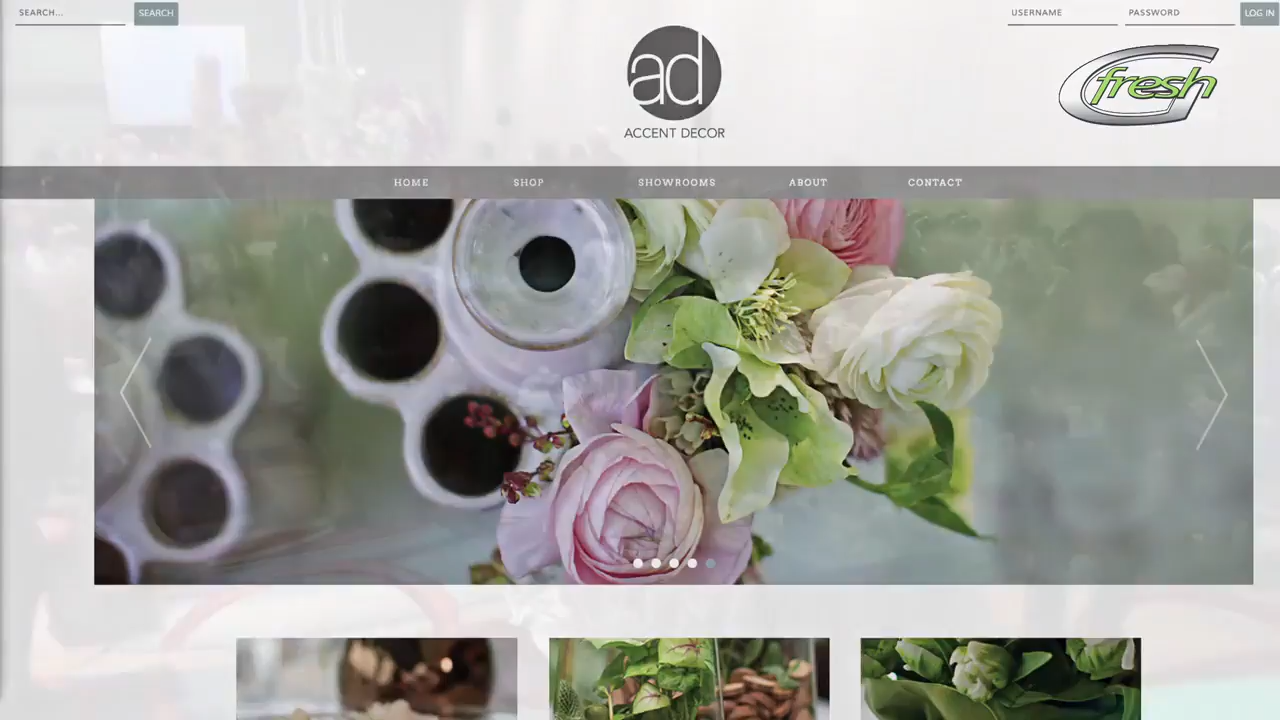 SEARCH...
SEARCH
USERNAME
PASSWORD
LOG IN
ad
ACCENT DECOR
G fresh
HOME
SHOP
SHOWROOMS
ABOUT
CONTACT